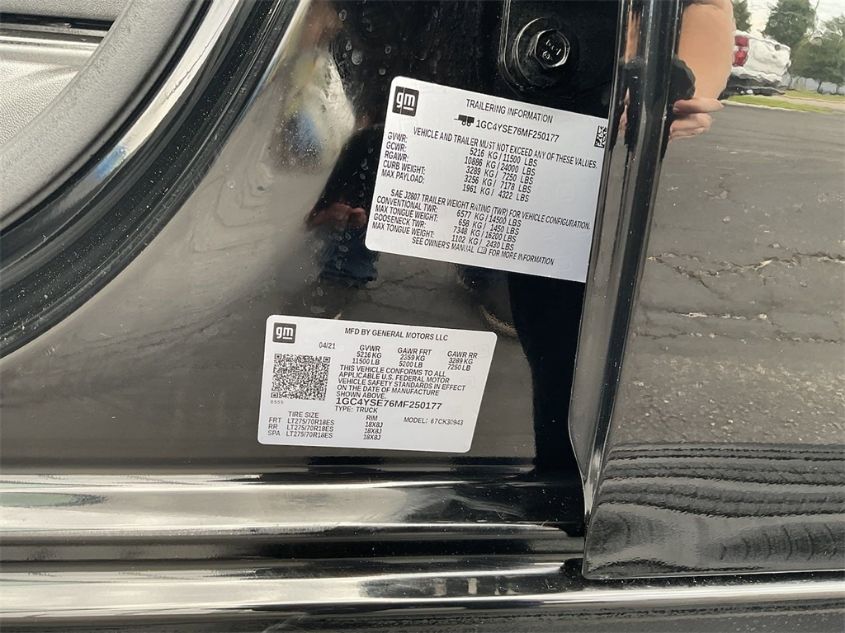 gm
TRAILERING INFORMATION
1GC4YSE76MF250177
VEHICLE AND TRAILER MUST NOT EXCEED ANY OF THESE VALUES.
GVWR: 5216 KG / 11500 LBS
GCWR: 10886 KG / 24000 LBS
RGAWR: 3289 KG / 7250 LBS
CURB WEIGHT: 3256 KG / 7178 LBS
MAX PAYLOAD: 1961 KG / 4322 LBS
SAE J2807 TRAILER WEIGHT RATING (TWR) FOR VEHICLE CONFIGURATION.
CONVENTIONAL TWR: 6577 KG / 14500 LBS
MAX TONGUE WEIGHT: 658 KG / 1450 LBS
GOOSENECK TWR: 7348 KG / 16200 LBS
MAX TONGUE WEIGHT: 1102 KG / 2430 LBS
SEE OWNER'S MANUAL FOR MORE INFORMATION
gm
MFD BY GENERAL MOTORS LLC
04/21 GVWR GAWR FRT GAWR RR
5216 KG 2359 KG 3289 KG
11500 LB 5200 LB 7250 LB
THIS VEHICLE CONFORMS TO ALL
APPLICABLE U.S. FEDERAL MOTOR
VEHICLE SAFETY STANDARDS IN EFFECT
ON THE DATE OF MANUFACTURE
SHOWN ABOVE.
1GC4YSE76MF250177
TYPE: TRUCK MODEL: 67CK30943
TIRE SIZE RIM
FRT LT275/70R18ES 18X8J
RR LT275/70R18ES 18X8J
SPA LT275/70R18ES 18X8J